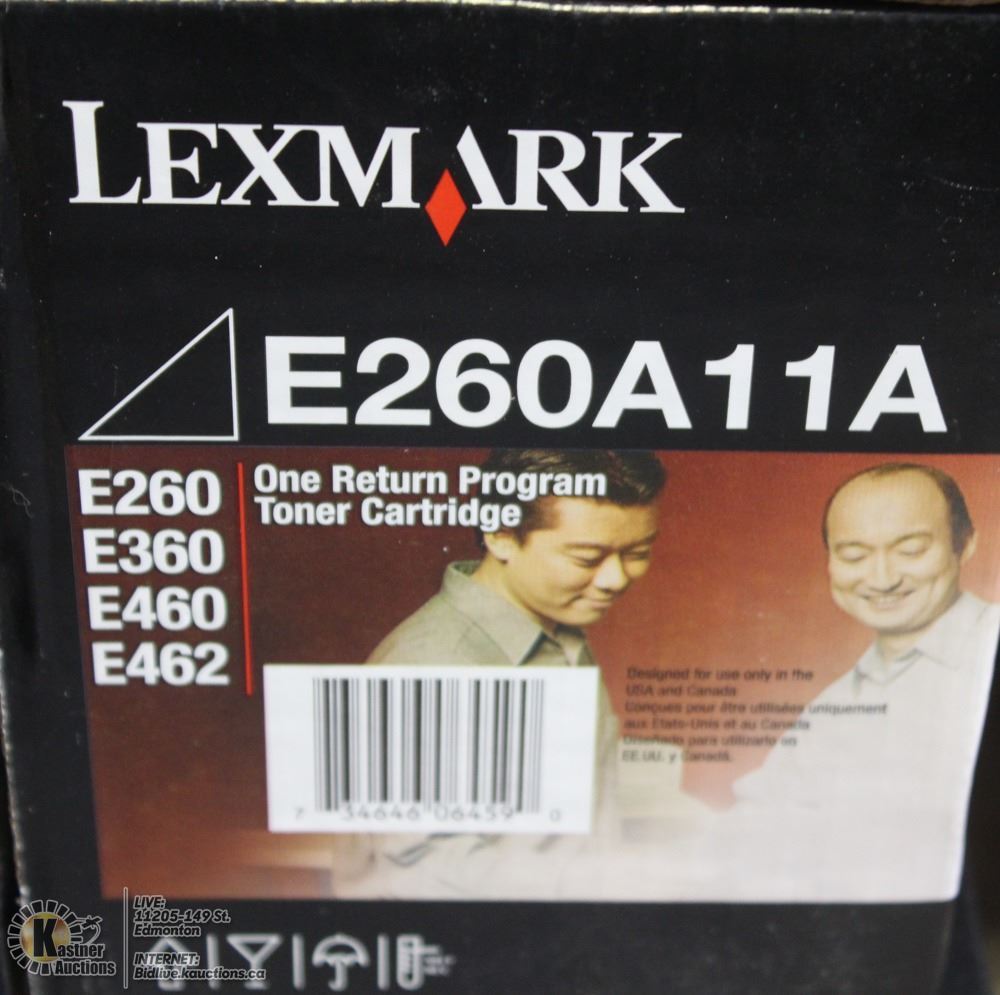 LEXMARK
E260A11A
E260
E360
E460
E462
One Return Program
Toner Cartridge
Designed for use only in the
USA and Canada
Conçues pour être utilisées uniquement
aux États-Unis et au Canada
Diseñado para utilizarlo en
EE.UU. y Canadá.
7 34646 06459 0
Kastner
Auctions
LIVE:
11205-149 St.
Edmonton
INTERNET:
Bidlive.kauctions.ca